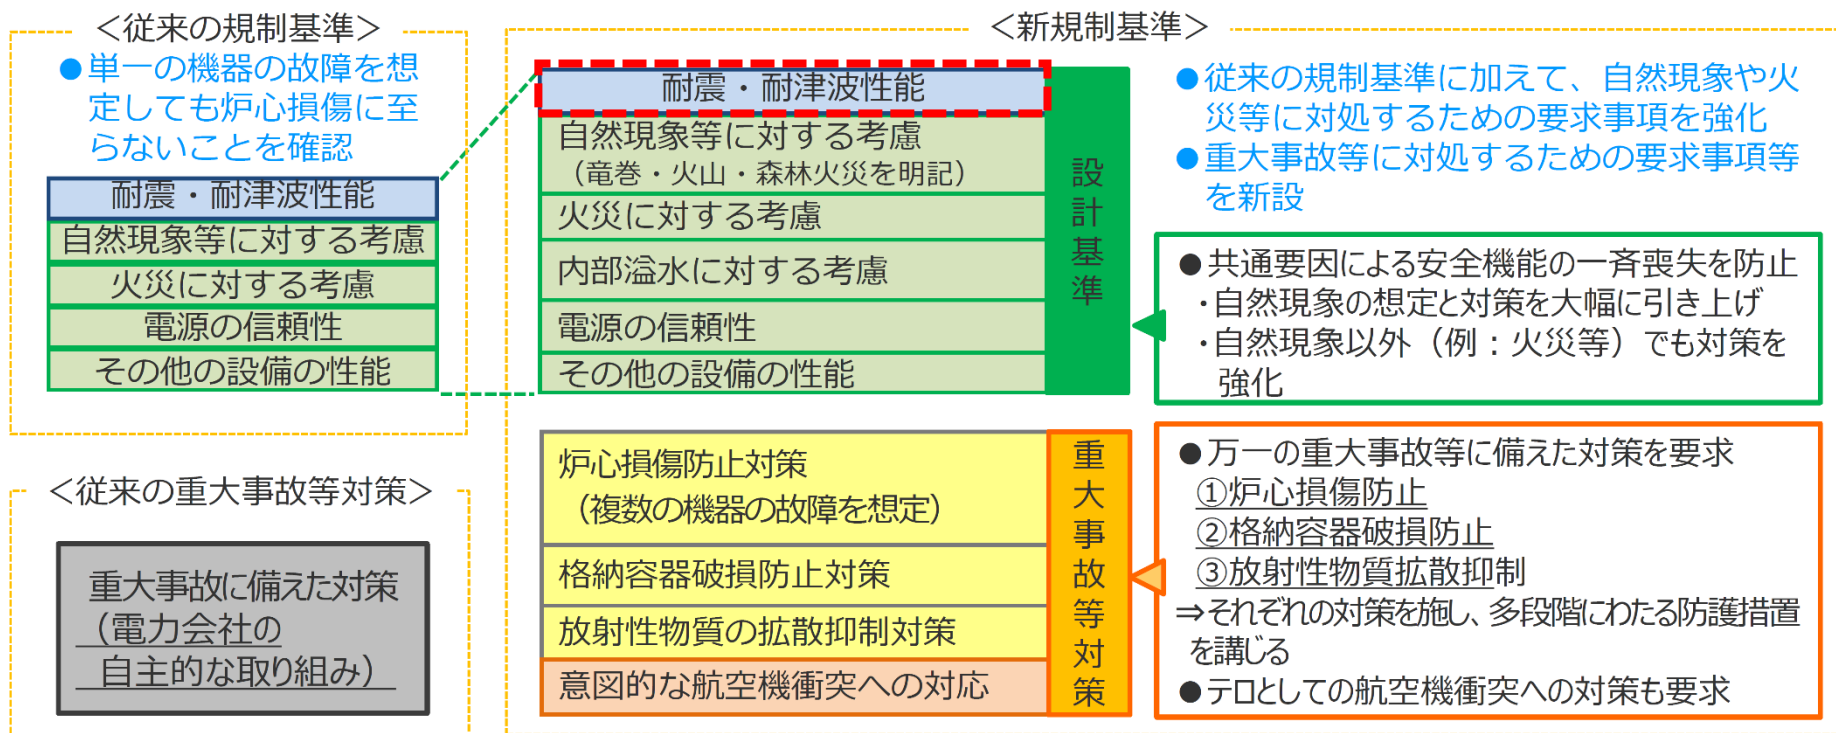 ＜従来の規制基準＞
●単一の機器の故障を想
定しても炉心損傷に至
らないことを確認
耐震・耐津波性能
自然現象等に対する考慮
火災に対する考慮
電源の信頼性
その他の設備の性能
＜従来の重大事故等対策＞
重大事故に備えた対策
（電力会社の
自主的な取り組み）
＜新規制基準＞
耐震・耐津波性能
自然現象等に対する考慮
（竜巻・火山・森林火災を明記）
火災に対する考慮
内部溢水に対する考慮
電源の信頼性
その他の設備の性能
設計基準
炉心損傷防止対策
（複数の機器の故障を想定）
格納容器破損防止対策
放射性物質の拡散抑制対策
意図的な航空機衝突への対応
重大事故等対策
●従来の規制基準に加えて、自然現象や火
災等に対処するための要求事項を強化
●重大事故等に対処するための要求事項等
を新設
●共通要因による安全機能の一斉喪失を防止
・自然現象の想定と対策を大幅に引き上げ
・自然現象以外（例：火災等）でも対策を
強化
●万一の重大事故等に備えた対策を要求
①炉心損傷防止
②格納容器破損防止
③放射性物質拡散抑制
⇒それぞれの対策を施し、多段階にわたる防護措置
を講じる
●テロとしての航空機衝突への対策も要求